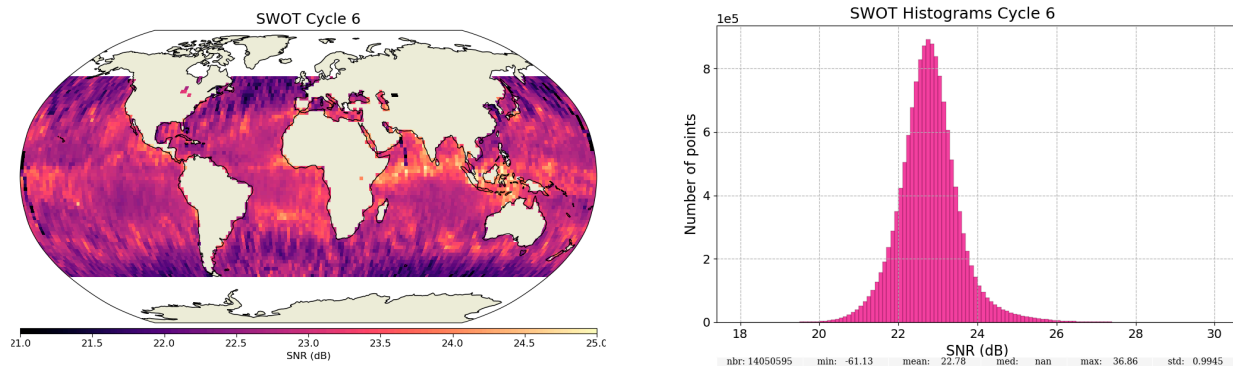 SWOT Cycle 6
21.0 21.5 22.0 22.5 23.0 23.5 24.0 24.5 25.0
SNR (dB)
SWOT Histograms Cycle 6
1e5
8
6
4
2
0
Number of points
18 20 22 24 26 28 30
SNR (dB)
nbr: 14050595 min: -61.13 mean: 22.78 med: nan max: 36.86 std: 0.9945